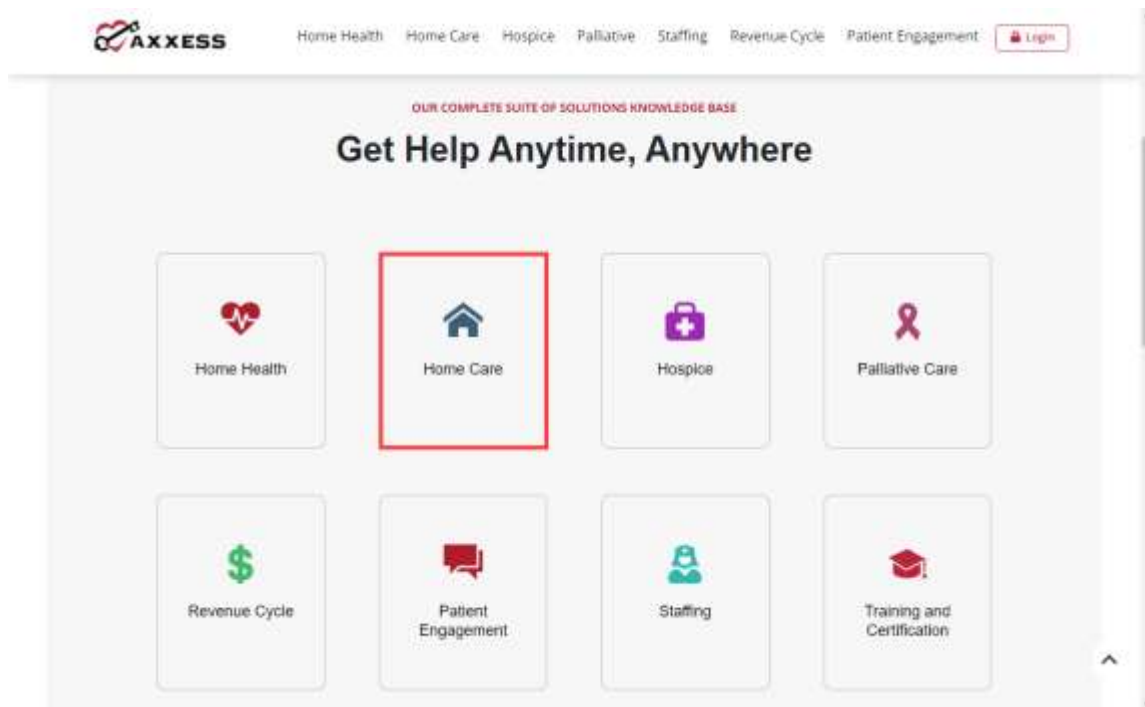 AXXESS
Home Health Home Care Hospice Palliative Staffing Revenue Cycle Patient Engagement Login
OUR COMPLETE SUITE OF SOLUTIONS KNOWLEDGE BASE
Get Help Anytime, Anywhere
Home Health
Home Care
Hospice
Palliative Care
Revenue Cycle
Patient
Engagement
Staffing
Training and
Certification